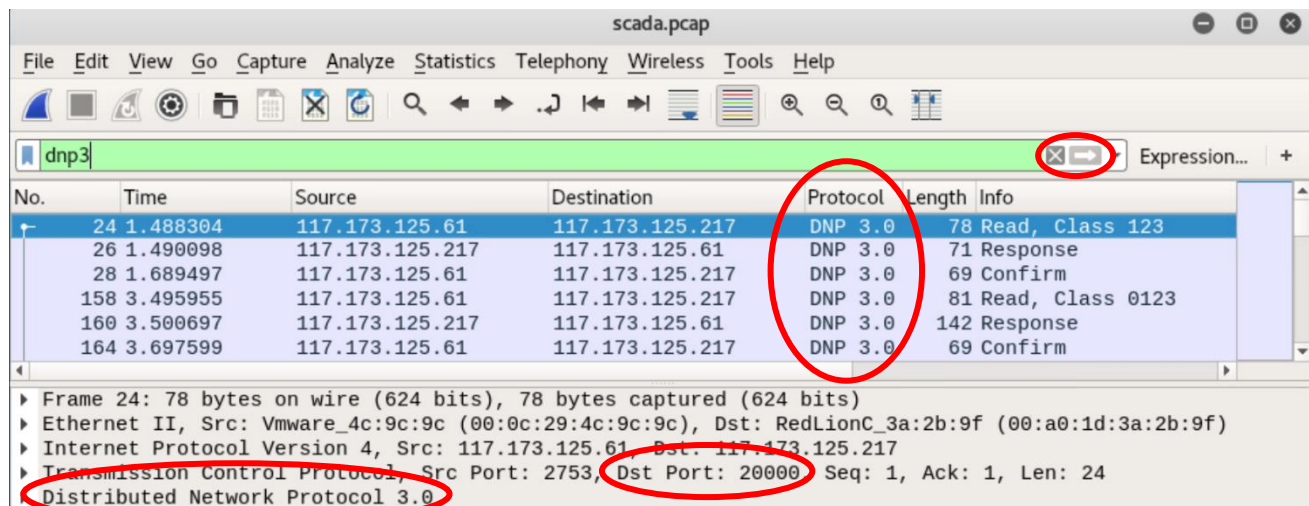 scada.pcap
File Edit View Go Capture Analyze Statistics Telephony Wireless Tools Help
dnp3 Expression... +
No. Time Source Destination Protocol Length Info
24 1.488304 117.173.125.61 117.173.125.217 DNP 3.0 78 Read, Class 123
26 1.490098 117.173.125.217 117.173.125.61 DNP 3.0 71 Response
28 1.689497 117.173.125.61 117.173.125.217 DNP 3.0 69 Confirm
158 3.495955 117.173.125.61 117.173.125.217 DNP 3.0 81 Read, Class 0123
160 3.500697 117.173.125.217 117.173.125.61 DNP 3.0 142 Response
164 3.697599 117.173.125.61 117.173.125.217 DNP 3.0 69 Confirm
Frame 24: 78 bytes on wire (624 bits), 78 bytes captured (624 bits)
Ethernet II, Src: Vmware_4c:9c:9c (00:0c:29:4c:9c:9c), Dst: RedLionC_3a:2b:9f (00:a0:1d:3a:2b:9f)
Internet Protocol Version 4, Src: 117.173.125.61, Dst: 117.173.125.217
Transmission Control Protocol, Src Port: 2753, Dst Port: 20000, Seq: 1, Ack: 1, Len: 24
Distributed Network Protocol 3.0